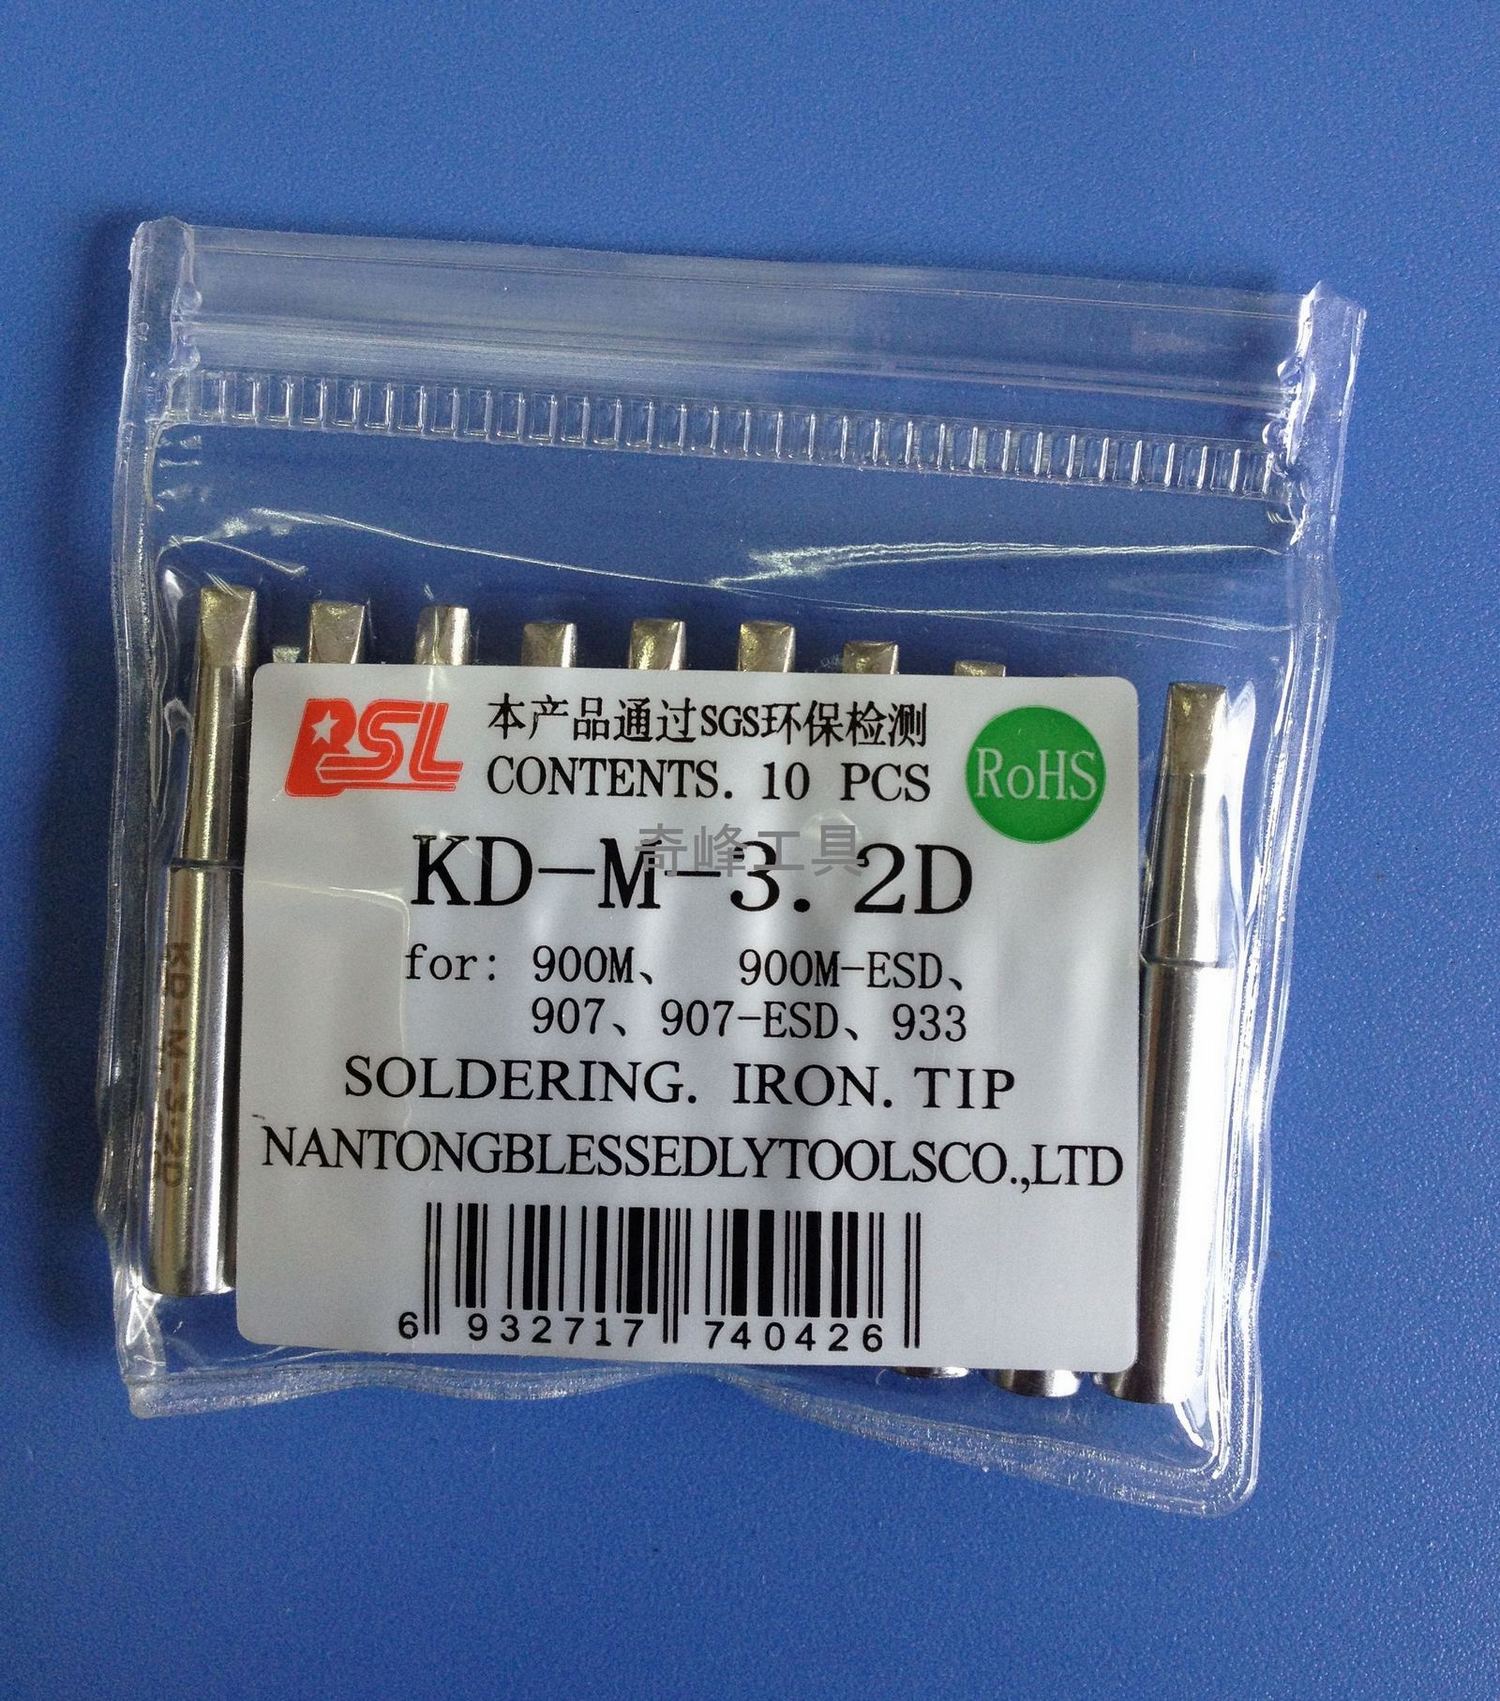 BSL
本产品通过SGS环保检测
CONTENTS. 10 PCS
RoHS
奇峰工具
KD-M-3.2D
for: 900M、 900M-ESD、
907、907-ESD、933
SOLDERING. IRON. TIP
NANTONGBLESSEDLYTOOLSCO.,LTD
6 932717 740426
KD-M-3.2D